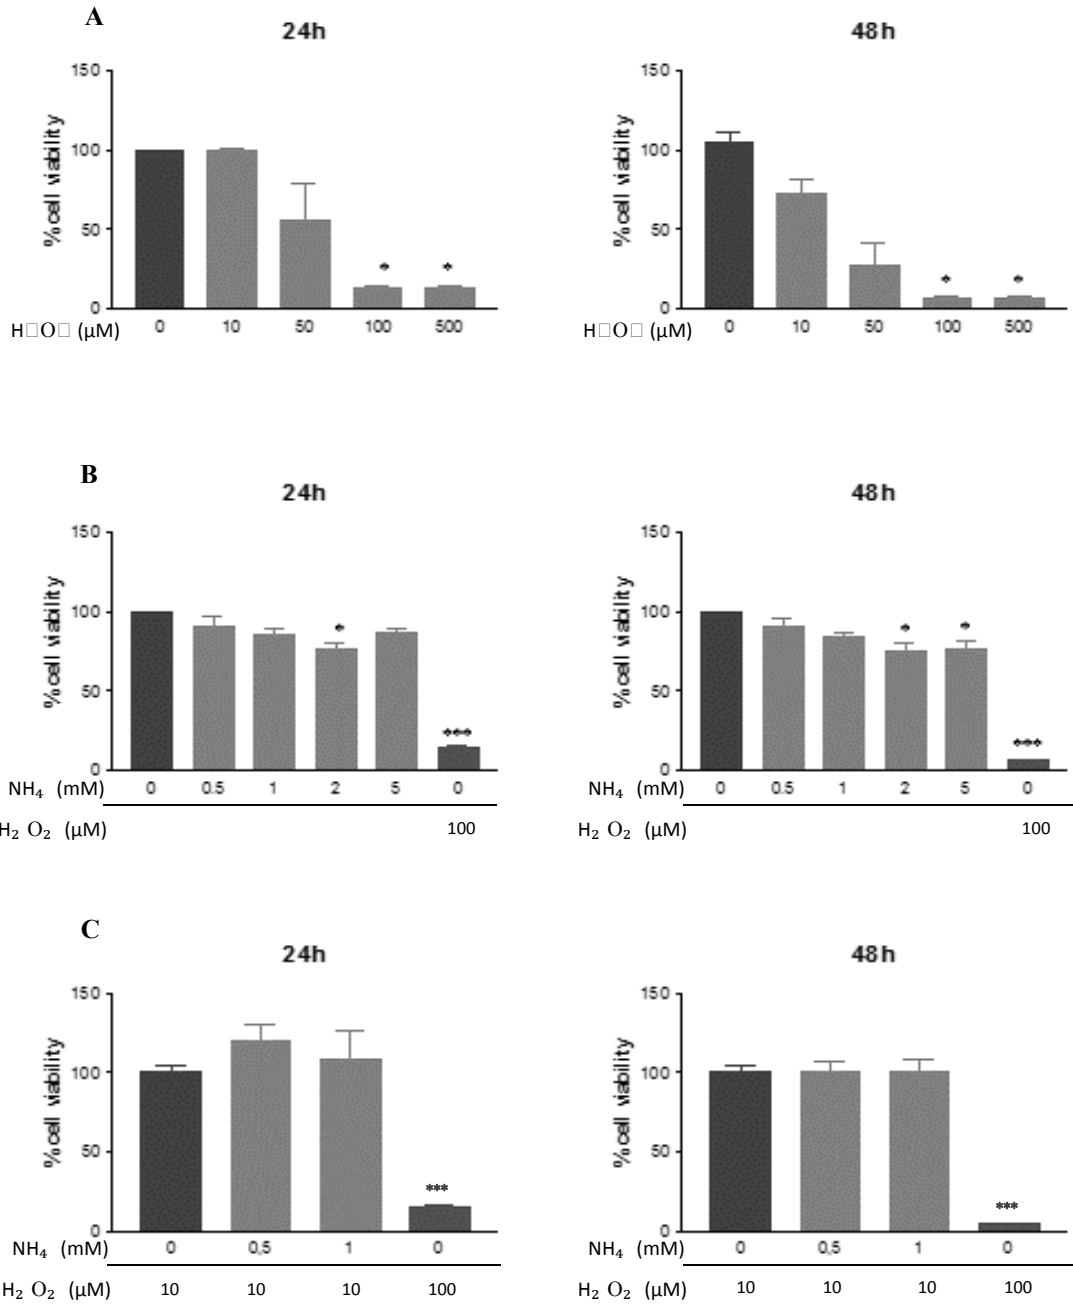 A
24h 48h
150 150
100 100
50 50
0 0
% cell viability % cell viability
* * * *
0 10 50 100 500 0 10 50 100 500
H□O□ (μM) H□O□ (μM)
B
24h 48h
150 150
100 100
50 50
0 0
% cell viability % cell viability
* *** * * ***
NH₄ (mM) 0 0.5 1 2 5 0 NH₄ (mM) 0 0.5 1 2 5 0
H₂ O₂ (μM) 100 H₂ O₂ (μM) 100
C
24h 48h
150 150
100 100
50 50
0 0
% cell viability % cell viability
*** ***
NH₄ (mM) 0 0,5 1 0 NH₄ (mM) 0 0,5 1 0
H₂ O₂ (μM) 10 10 10 100 H₂ O₂ (μM) 10 10 10 100